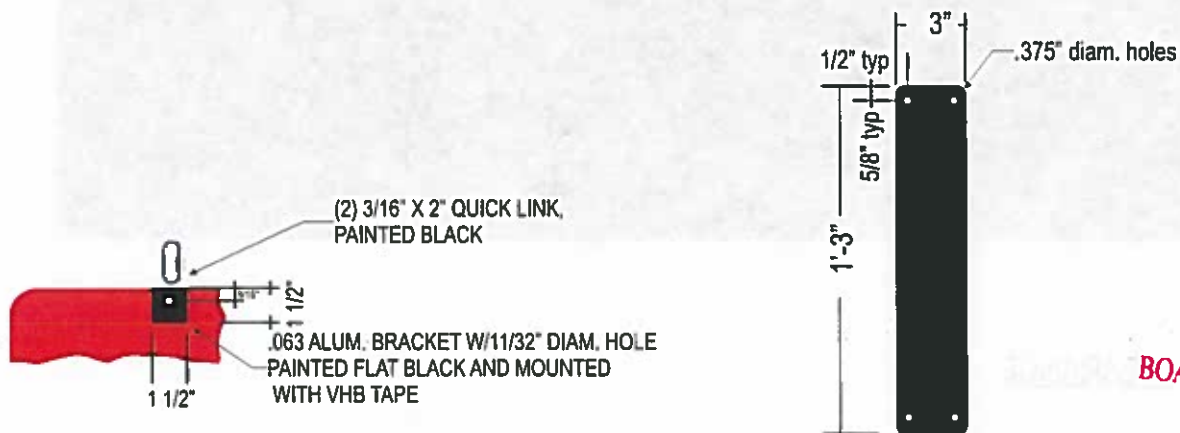 3"
1/2" typ
.375" diam. holes
5/8" typ
1'-3"
(2) 3/16" X 2" QUICK LINK,
PAINTED BLACK
1 1/2"
.063 ALUM. BRACKET W/11/32" DIAM. HOLE
PAINTED FLAT BLACK AND MOUNTED
WITH VHB TAPE
1 1/2"